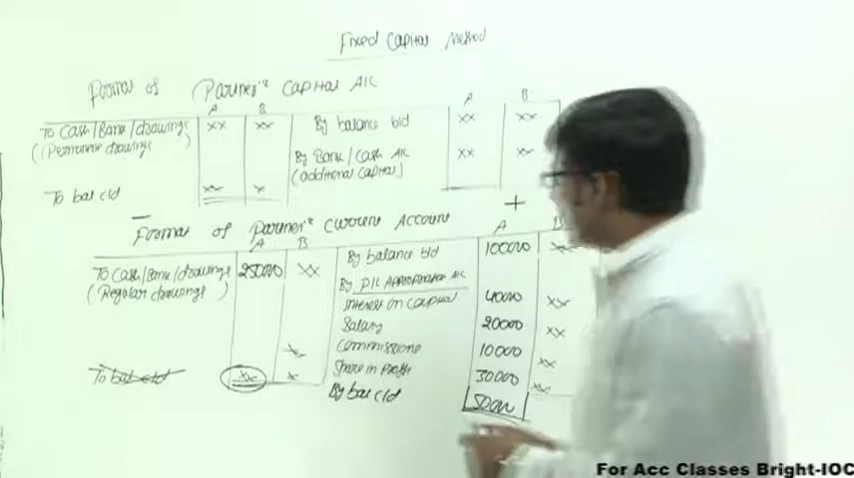 Fixed Capital Method
Format of Partner's Capital A/C
A B A B
To Cash/Bank/drawings xx xx By balance b/d xx xx
(Permanent drawings) By Bank/Cash A/C xx xx
(additional capital)
To bal c/d xx x
– +
Format of Partner's Current Account
A B A B
To Cash/Bank/drawings 25000 xx By balance b/d 100000 xx
(Regular drawings) By P/L Appropriation A/C
Interest on capital 40000 xx
Salary 20000 xx
Commission 10000 xx
To bal c/d xx x Share in Profit 30000 xx
By bal c/d
For Acc Classes Bright-IOC